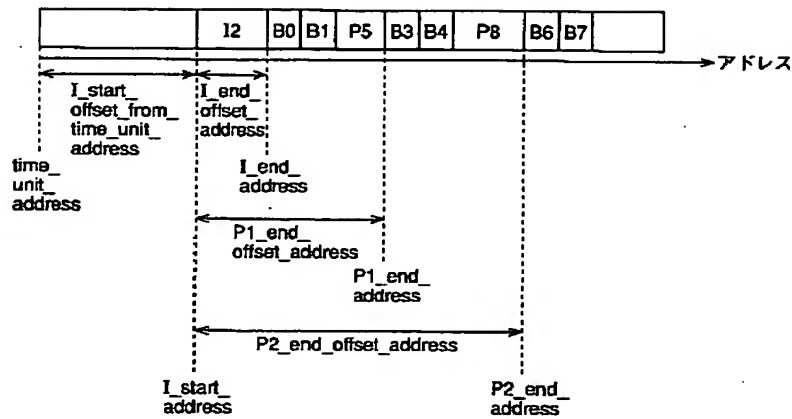 I2 B0 B1 P5 B3 B4 P8 B6 B7
アドレス
I_start_
offset_from_
time_unit_
address
I_end_
offset_
address
time_
unit_
address
I_end_
address
P1_end_
offset_address
P1_end_
address
P2_end_offset_address
I_start_
address
P2_end_
address